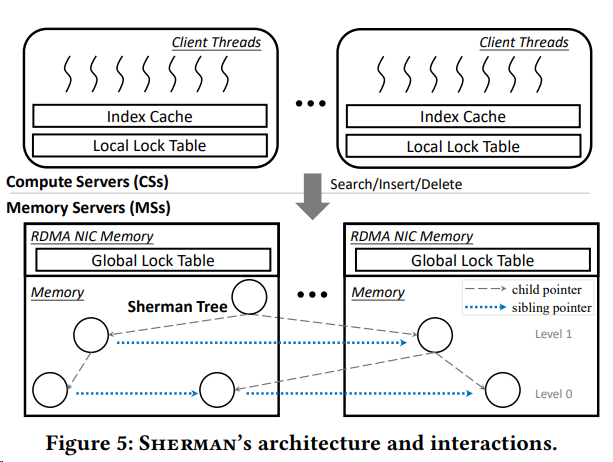 Client Threads
Client Threads
Index Cache
Index Cache
Local Lock Table
Local Lock Table
Compute Servers (CSs)
Search/Insert/Delete
Memory Servers (MSs)
RDMA NIC Memory
RDMA NIC Memory
Global Lock Table
Global Lock Table
Memory
Sherman Tree
Memory
child pointer
sibling pointer
Level 1
Level 0
Figure 5: SHERMAN's architecture and interactions.